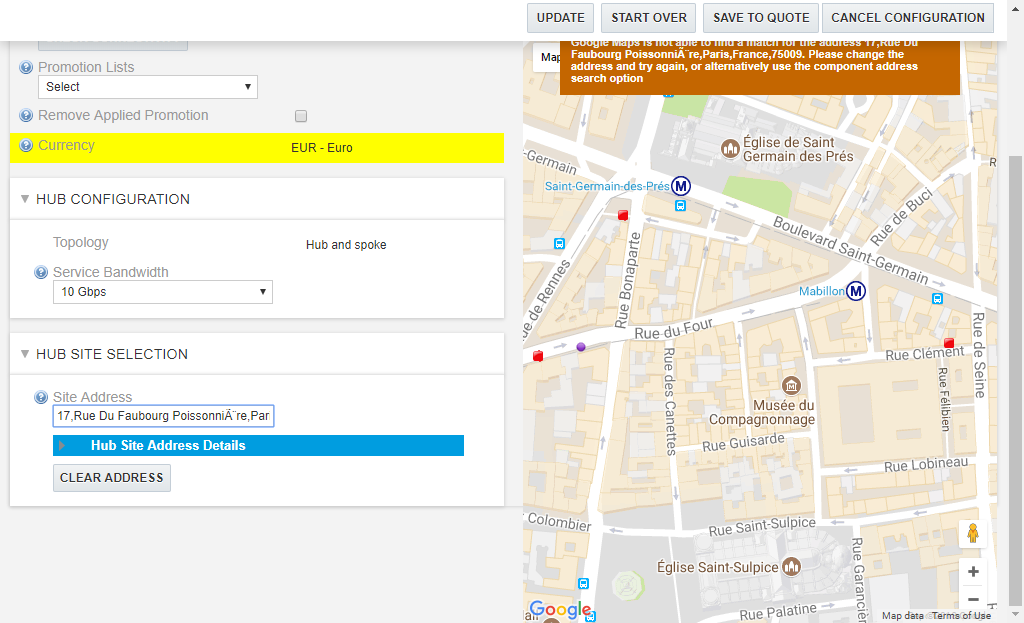 UPDATE
START OVER
SAVE TO QUOTE
CANCEL CONFIGURATION
Promotion Lists
Select
Remove Applied Promotion
Currency
EUR - Euro
HUB CONFIGURATION
Topology
Hub and spoke
Service Bandwidth
10 Gbps
HUB SITE SELECTION
Site Address
17,Rue Du Faubourg PoissonniÃ¨re,Par
Hub Site Address Details
CLEAR ADDRESS
Map
Google Maps is not able to find a match for the address 17,Rue Du
Faubourg PoissonniÃ¨re,Paris,France,75009. Please change the
address and try again, or alternatively use the component address
search option
Église de Saint
Germain des Prés
-Germain
Saint-Germain-des-Prés
M
Rue de Buci
Boulevard Saint-Germain
Rue Bonaparte
ue de Rennes
Mabillon
M
Rue du Four
Rue de Seine
Rue Clément
Rue des Canettes
Rue Félibien
Musée du
Compagnonnage
Rue Guisarde
Rue Lobineau
Colombier
Rue Saint-Sulpice
Église Saint-Sulpice
Rue Garancière
Rue Palatine
+
−
Google
Map data
Terms of Use